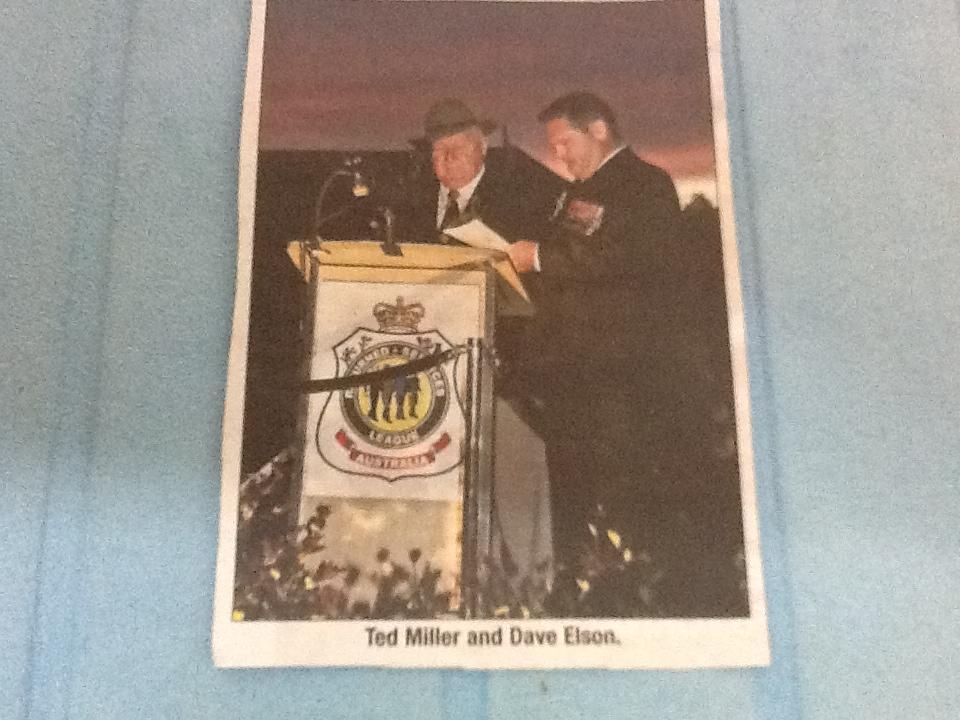 LEAGUE
AUSTRALIA
Ted Miller and Dave Elson.